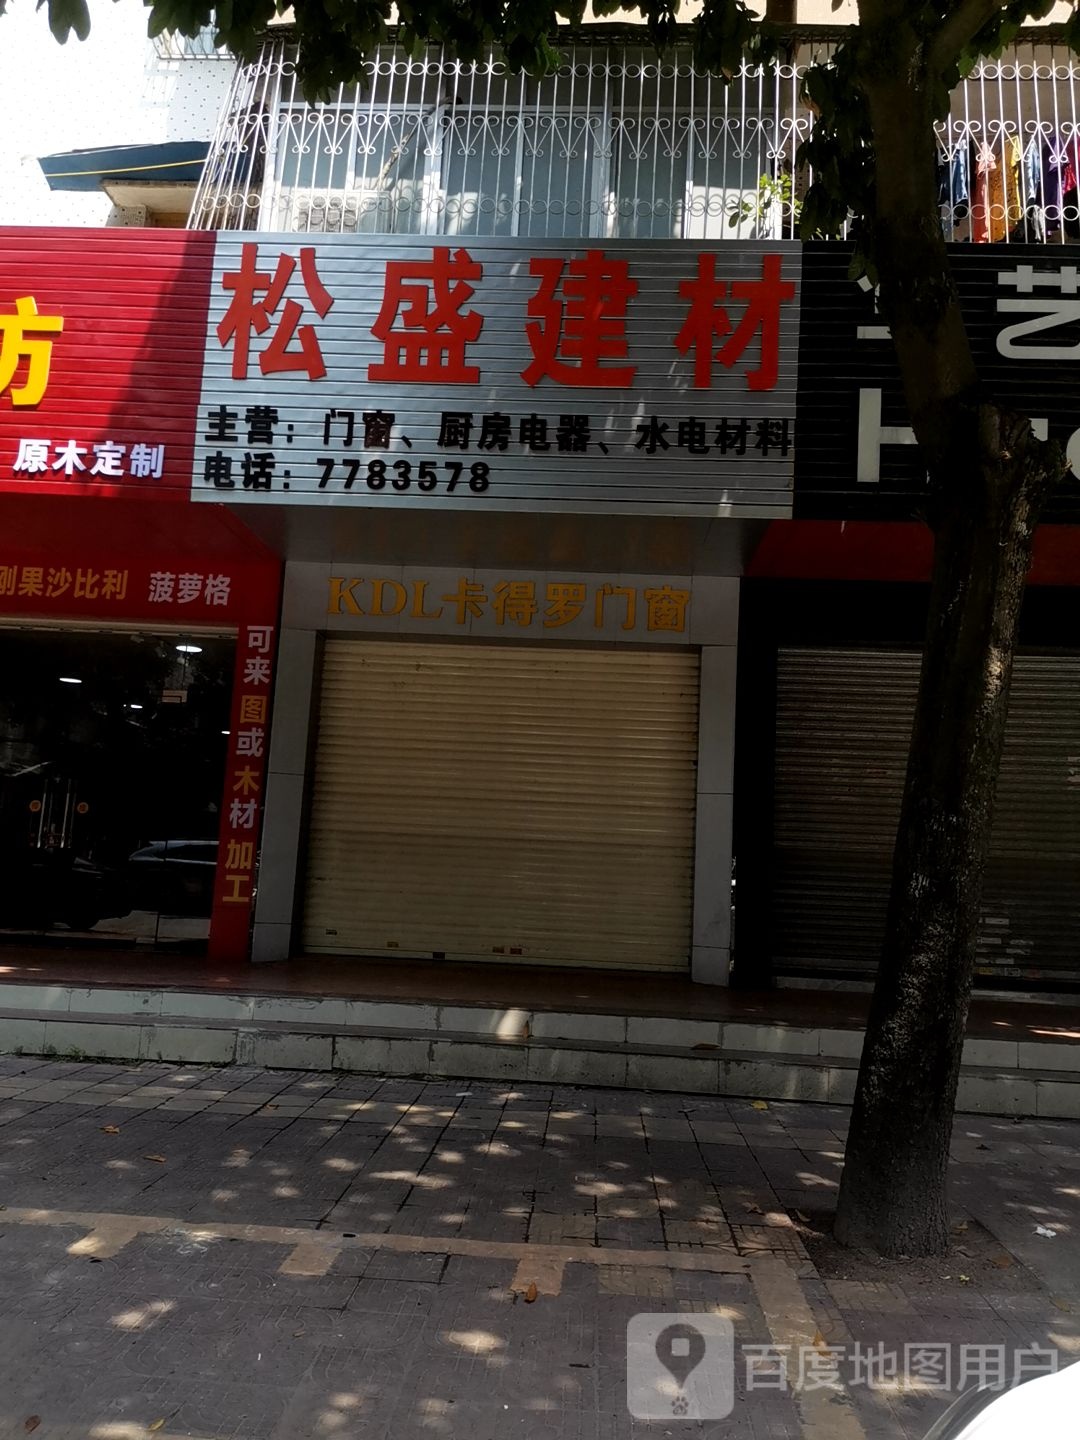 松盛建材
主营：门窗、厨房电器、水电材料
电话：7783578
KDL卡得罗门窗
坊
原木定制
刚果沙比利 菠萝格
可来图或木材加工
艺
百度地图用户